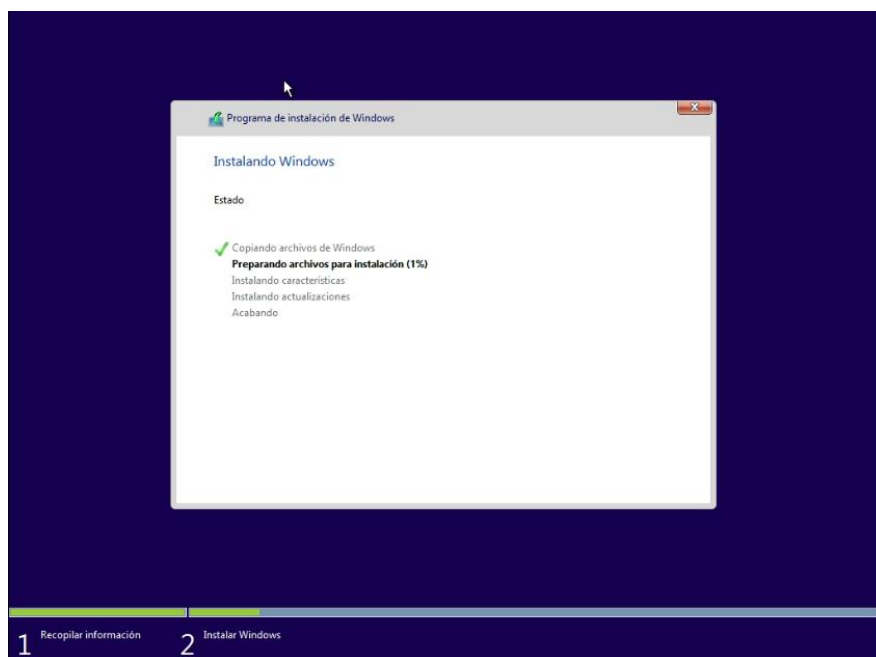 Programa de instalación de Windows
Instalando Windows
Estado
Copiando archivos de Windows
Preparando archivos para instalación (1%)
Instalando características
Instalando actualizaciones
Acabando
1 Recopilar información
2 Instalar Windows